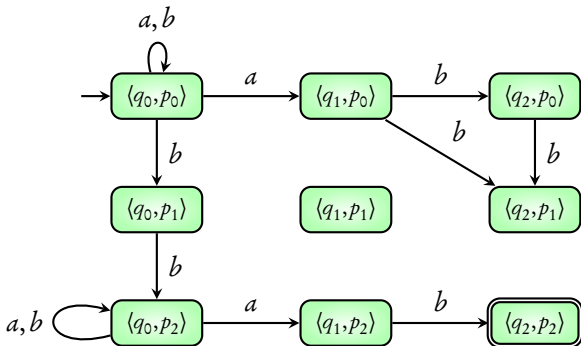 a, b
a
b
⟨q₀,p₀⟩
⟨q₁,p₀⟩
⟨q₂,p₀⟩
b
b
b
⟨q₀,p₁⟩
⟨q₁,p₁⟩
⟨q₂,p₁⟩
b
a
b
a, b
⟨q₀,p₂⟩
⟨q₁,p₂⟩
⟨q₂,p₂⟩